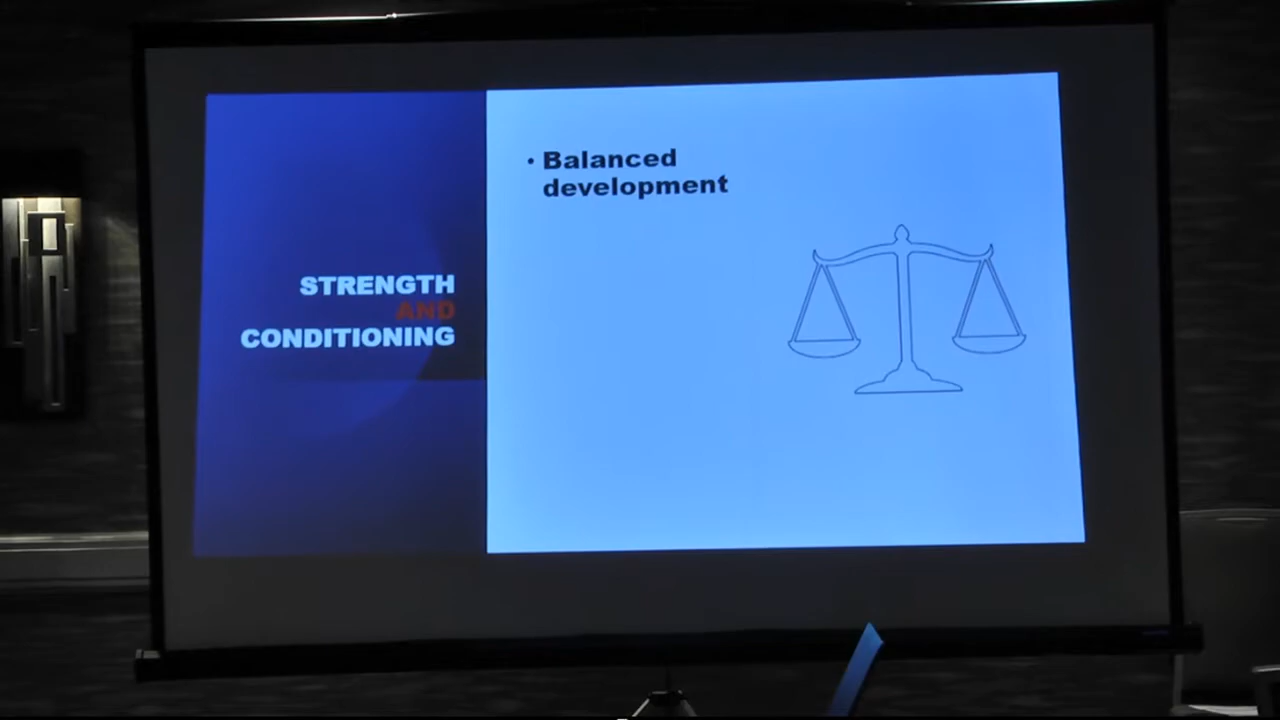 STRENGTH
AND
CONDITIONING
• Balanced
development